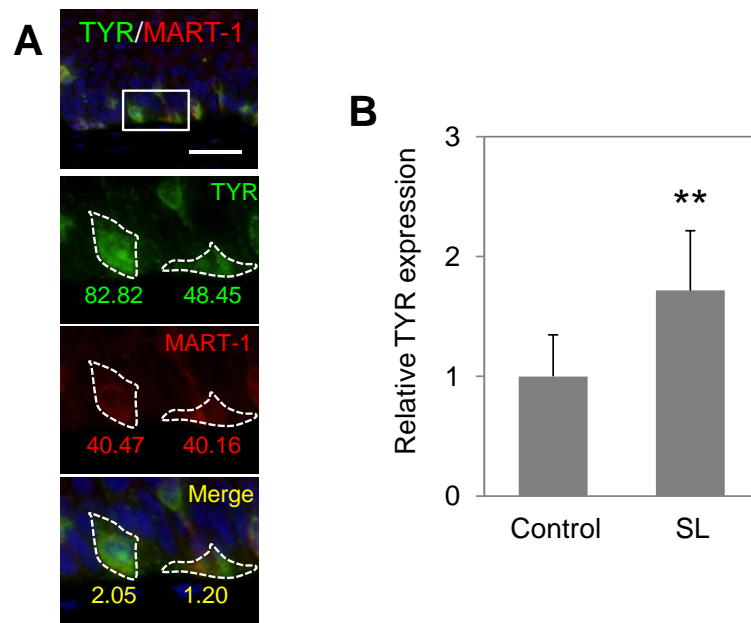 A
TYR/MART-1
TYR
82.82 48.45
MART-1
40.47 40.16
Merge
2.05 1.20
B
Relative TYR expression
3
2
1
0
**
Control SL